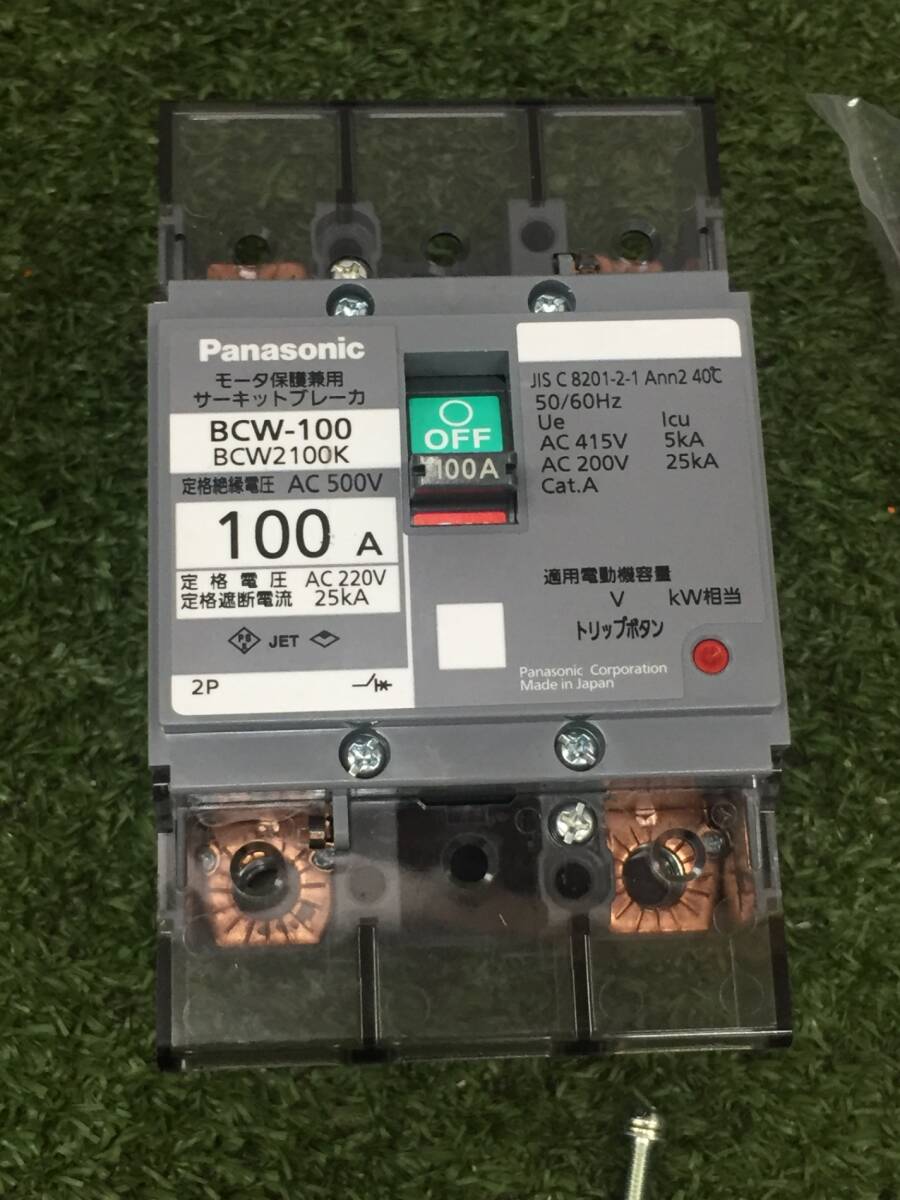 Panasonic
モータ保護兼用
サーキットブレーカ
BCW-100
BCW2100K
定格絶縁電圧 AC 500V
100 A
定格電圧 AC 220V
定格遮断電流 25kA
PS
E
JET
2P
OFF
100A
JIS C 8201-2-1 Ann2 40℃
50/60Hz
Ue Icu
AC 415V 5kA
AC 200V 25kA
Cat.A
適用電動機容量
V kW相当
トリップボタン
Panasonic Corporation
Made in Japan